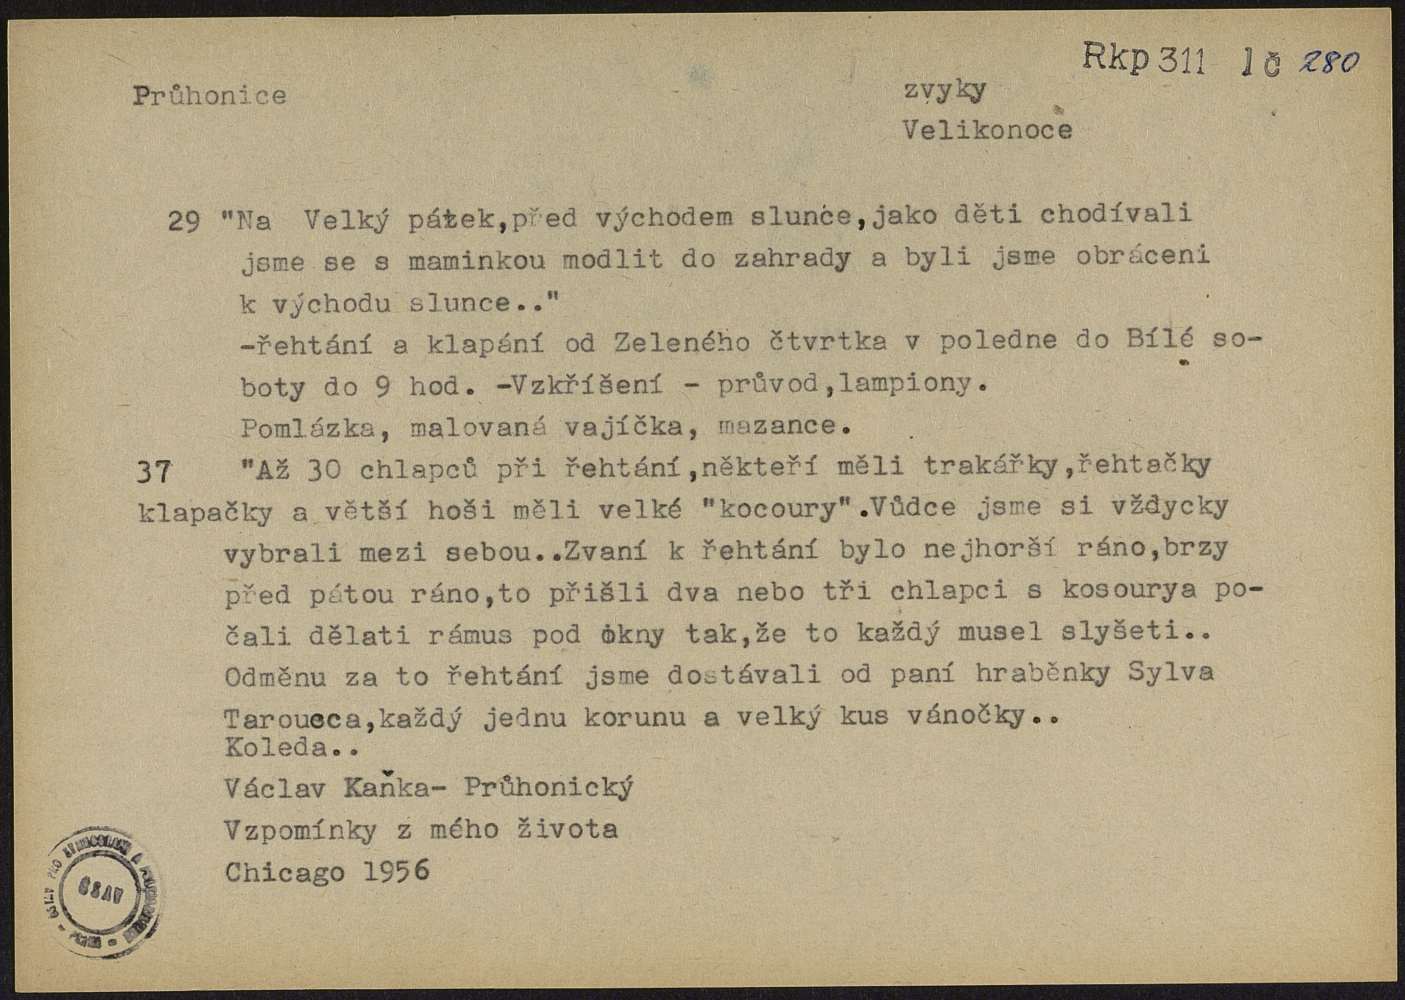 Rkp 311 1č 280
Průhonice
zvyky
Velikonoce
29 "Na Velký pátek,před východem slunce,jako děti chodívali
jsme se s maminkou modlit do zahrady a byli jsme obráceni
k východu slunce.."
-řehtání a klapání od Zeleného čtvrtka v poledne do Bílé so-
boty do 9 hod. -Vzkříšení - průvod,lampiony.
Pomlázka, malovaná vajíčka, mazance.
37 "Až 30 chlapců při řehtání,někteří měli trakářky,řehtačky
klapačky a větší hoši měli velké "kocoury".Vůdce jsme si vždycky
vybrali mezi sebou..Zvaní k řehtání bylo nejhorší ráno,brzy
před pátou ráno,to přišli dva nebo tři chlapci s kosourya po-
čali dělati rámus pod okny tak,že to každý musel slyšeti..
Odměnu za to řehtání jsme dostávali od paní hraběnky Sylva
Taroucca,každý jednu korunu a velký kus vánočky..
Koleda..
Václav Kaňka- Průhonický
Vzpomínky z mého života
Chicago 1956
ČSAV